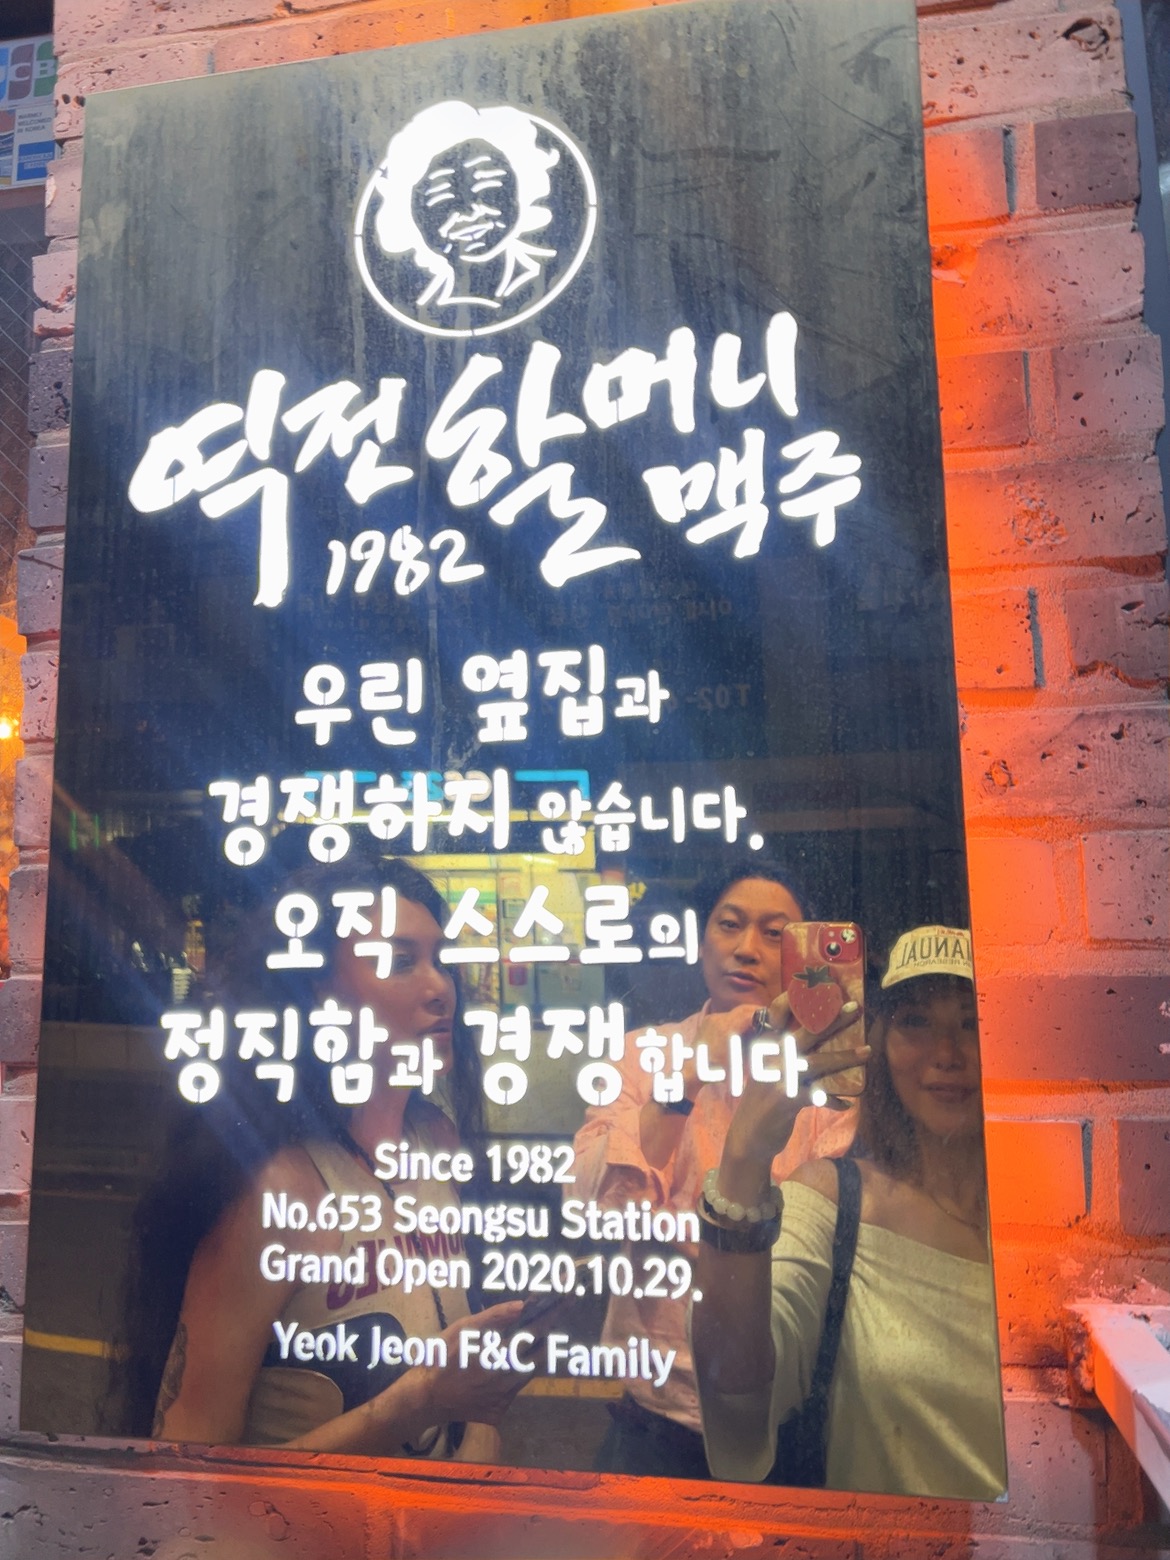 역전할머니맥주
1982
우린 옆집과
경쟁하지 않습니다.
오직 스스로의
정직함과 경쟁합니다.
Since 1982
No.653 Seongsu Station
Grand Open 2020.10.29.
Yeok Jeon F&C Family
JCB